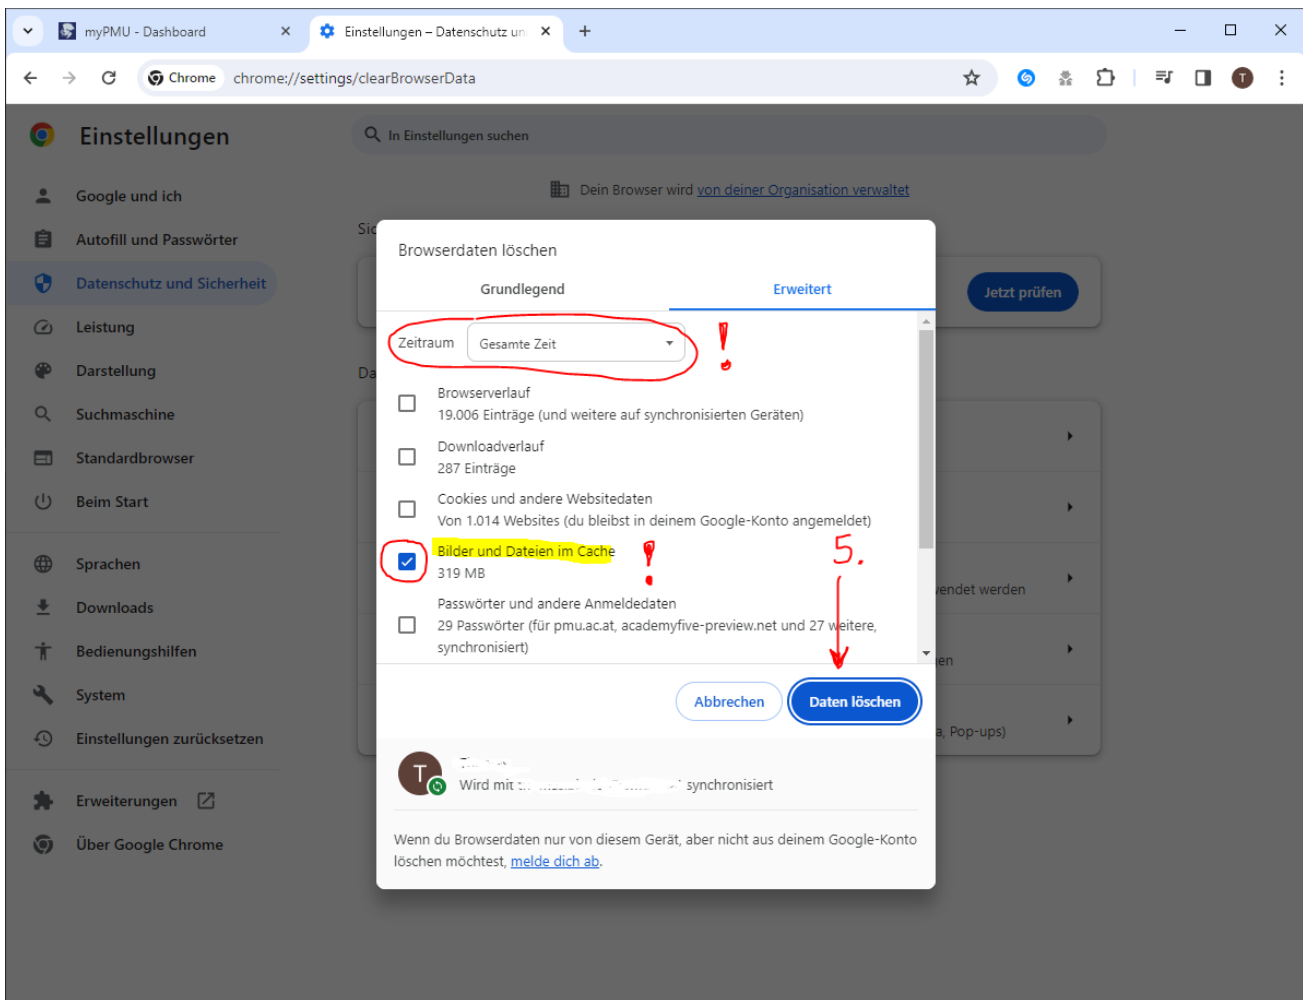 myPMU - Dashboard
Einstellungen – Datenschutz un
Chrome
chrome://settings/clearBrowserData
T
Einstellungen
In Einstellungen suchen
Dein Browser wird von deiner Organisation verwaltet
Google und ich
Autofill und Passwörter
Datenschutz und Sicherheit
Leistung
Darstellung
Suchmaschine
Standardbrowser
Beim Start
Sprachen
Downloads
Bedienungshilfen
System
Einstellungen zurücksetzen
Erweiterungen
Über Google Chrome
Sic
Jetzt prüfen
Da
endet werden
en
a, Pop-ups)
Browserdaten löschen
Grundlegend
Erweitert
Zeitraum
Gesamte Zeit
!
Browserverlauf
19.006 Einträge (und weitere auf synchronisierten Geräten)
Downloadverlauf
287 Einträge
Cookies und andere Websitedaten
Von 1.014 Websites (du bleibst in deinem Google-Konto angemeldet)
Bilder und Dateien im Cache
319 MB
!
5.
Passwörter und andere Anmeldedaten
29 Passwörter (für pmu.ac.at, academyfive-preview.net und 27 weitere,
synchronisiert)
Abbrechen
Daten löschen
T
Wird mit
synchronisiert
Wenn du Browserdaten nur von diesem Gerät, aber nicht aus deinem Google-Konto
löschen möchtest, melde dich ab.